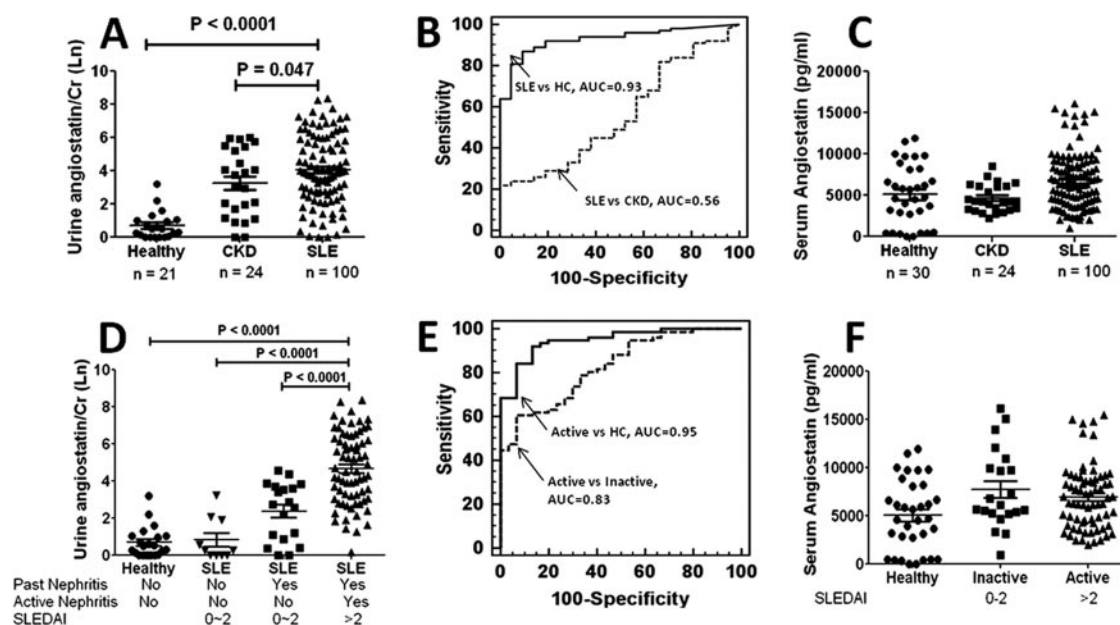 A
P < 0.0001
P = 0.047
Urine angiostatin/Cr (Ln)
10
8
6
4
2
0
Healthy CKD SLE
n = 21 n = 24 n = 100
B
Sensitivity
100
80
60
40
20
0
SLE vs HC, AUC=0.93
SLE vs CKD, AUC=0.56
0 20 40 60 80 100
100-Specificity
C
Serum Angiostatin (pg/ml)
20000
15000
10000
5000
0
Healthy CKD SLE
n = 30 n = 24 n = 100
D
P < 0.0001
P < 0.0001
P < 0.0001
Urine angiostatin/Cr (Ln)
10
8
6
4
2
0
Healthy SLE SLE SLE
Past Nephritis No No Yes Yes
Active Nephritis No No No Yes
SLEDAI 0~2 0~2 >2
E
Sensitivity
100
80
60
40
20
0
Active vs HC, AUC=0.95
Active vs Inactive,
AUC=0.83
0 20 40 60 80 100
100-Specificity
F
Serum Angiostatin (pg/ml)
20000
15000
10000
5000
0
Healthy Inactive Active
SLEDAI 0-2 >2